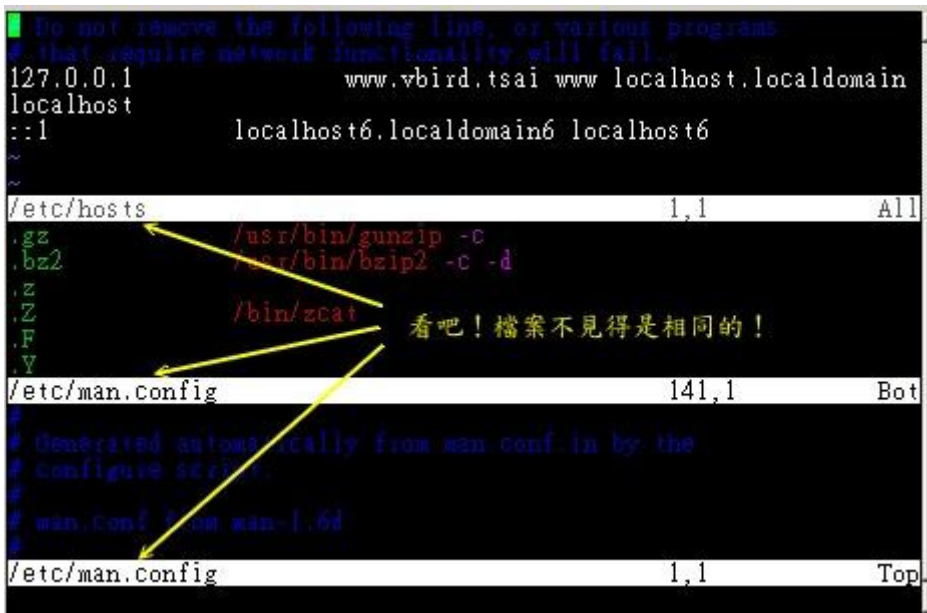 # Do not remove the following line, or various programs
# that require network functionality will fail.
127.0.0.1 www.vbird.tsai www localhost.localdomain
localhost
::1 localhost6.localdomain6 localhost6
~
~
/etc/hosts 1,1 All
.gz /usr/bin/gunzip -c
.bz2 /usr/bin/bzip2 -c -d
.z
.Z /bin/zcat
.F
.Y
看吧！檔案不見得是相同的！
/etc/man.config 141,1 Bot
#
# Generated automatically from man.conf.in by the
# configure script.
#
# man.conf from man-1.6d
#
/etc/man.config 1,1 Top